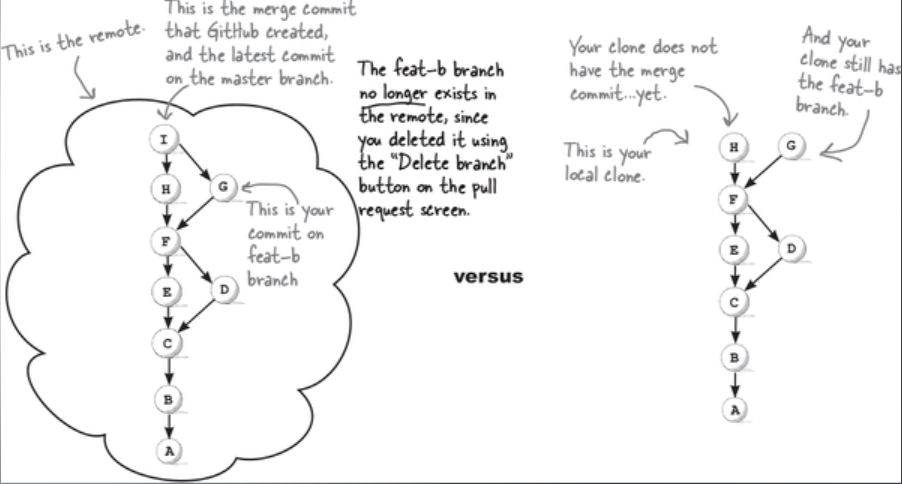 This is the remote.
This is the merge commit
that GitHub created,
and the latest commit
on the master branch.
The feat-b branch
no longer exists in
the remote, since
you deleted it using
the "Delete branch"
button on the pull
request screen.
I
H
G
This is your
commit on
feat-b
branch
F
E
D
C
B
A
versus
Your clone does not
have the merge
commit...yet.
And your
clone still has
the feat-b
branch.
This is your
local clone.
H
G
F
E
D
C
B
A